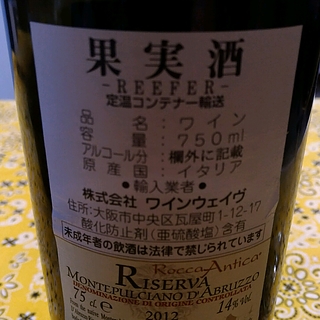 果実酒
-REEFER-
定温コンテナー輸送
品名：ワイン
容量：750ml
アルコール分：欄外に記載
原産国：イタリア
●輸入業者●
株式会社 ワインウェイヴ
住所:大阪市中央区瓦屋町1-12-17
酸化防止剤(亜硫酸塩)含有
未成年者の飲酒は法律で禁じられています
Rocca Antica
RISERVA
MONTEPULCIANO D'ABRUZZO
DENOMINAZIONE DI ORIGINE CONTROLLATA
75 cl e 14% vol
2012